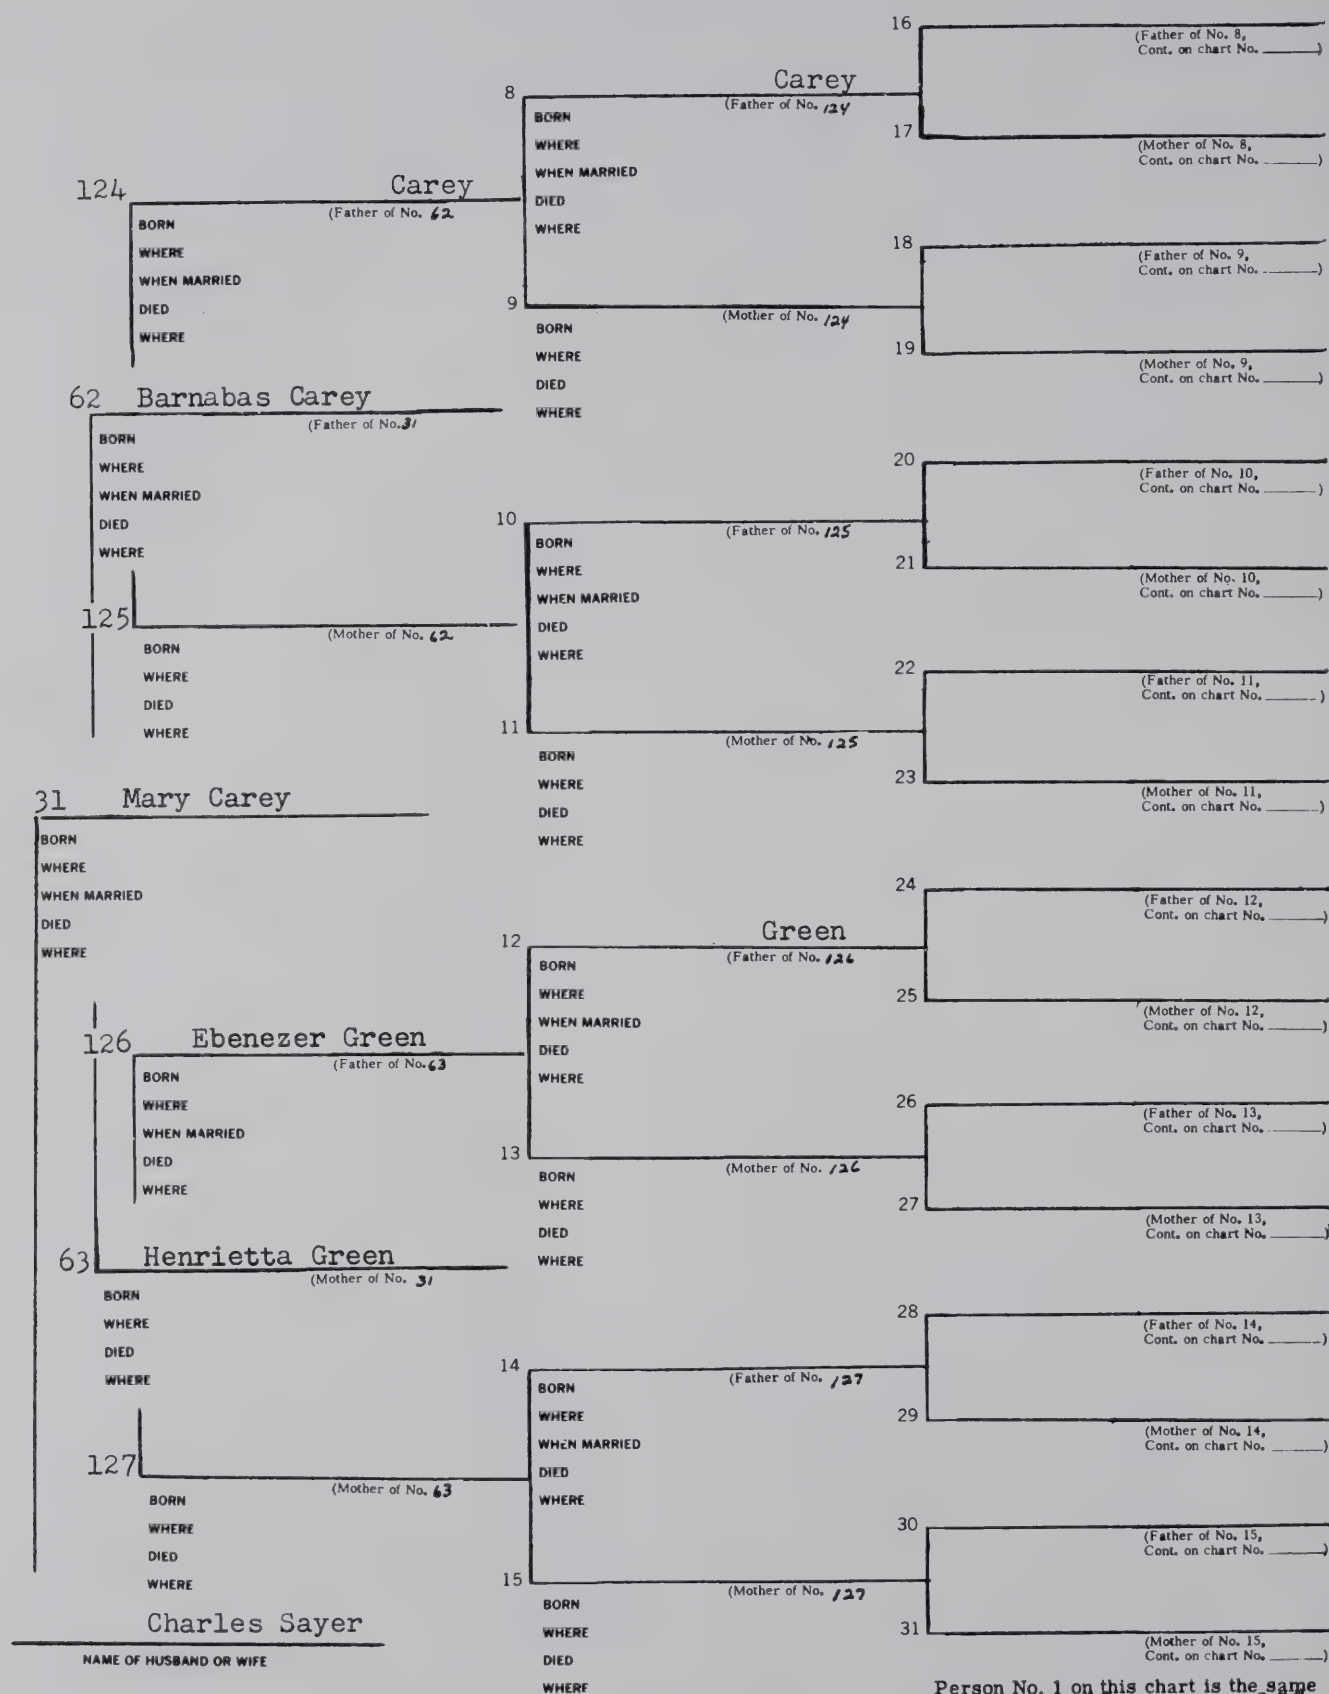 16
(Father of No. 8,
Cont. on chart No. ______)
Carey
8
(Father of No. 124
BORN
WHERE
WHEN MARRIED
DIED
WHERE
17
(Mother of No. 8,
Cont. on chart No. ______)
124 Carey
(Father of No. 62
BORN
WHERE
WHEN MARRIED
DIED
WHERE
18
(Father of No. 9,
Cont. on chart No. ______)
9
(Mother of No. 124
BORN
WHERE
DIED
WHERE
19
(Mother of No. 9,
Cont. on chart No. ______)
62 Barnabas Carey
(Father of No. 31
BORN
WHERE
WHEN MARRIED
DIED
WHERE
20
(Father of No. 10,
Cont. on chart No. ______)
10
(Father of No. 125
BORN
WHERE
WHEN MARRIED
DIED
WHERE
21
(Mother of No. 10,
Cont. on chart No. ______)
125
(Mother of No. 62
BORN
WHERE
DIED
WHERE
22
(Father of No. 11,
Cont. on chart No. ______)
11
(Mother of No. 125
BORN
WHERE
DIED
WHERE
23
(Mother of No. 11,
Cont. on chart No. ______)
31 Mary Carey
BORN
WHERE
WHEN MARRIED
DIED
WHERE
24
(Father of No. 12,
Cont. on chart No. ______)
Green
12
(Father of No. 126
BORN
WHERE
WHEN MARRIED
DIED
WHERE
25
(Mother of No. 12,
Cont. on chart No. ______)
126 Ebenezer Green
(Father of No. 63
BORN
WHERE
WHEN MARRIED
DIED
WHERE
26
(Father of No. 13,
Cont. on chart No. ______)
13
(Mother of No. 126
BORN
WHERE
DIED
WHERE
27
(Mother of No. 13,
Cont. on chart No. ______)
63 Henrietta Green
(Mother of No. 31
BORN
WHERE
DIED
WHERE
28
(Father of No. 14,
Cont. on chart No. ______)
14
(Father of No. 127
BORN
WHERE
WHEN MARRIED
DIED
WHERE
29
(Mother of No. 14,
Cont. on chart No. ______)
127
(Mother of No. 63
BORN
WHERE
DIED
WHERE
30
(Father of No. 15,
Cont. on chart No. ______)
15
(Mother of No. 127
BORN
WHERE
DIED
WHERE
31
(Mother of No. 15,
Cont. on chart No. ______)
Charles Sayer
NAME OF HUSBAND OR WIFE
Person No. 1 on this chart is the same